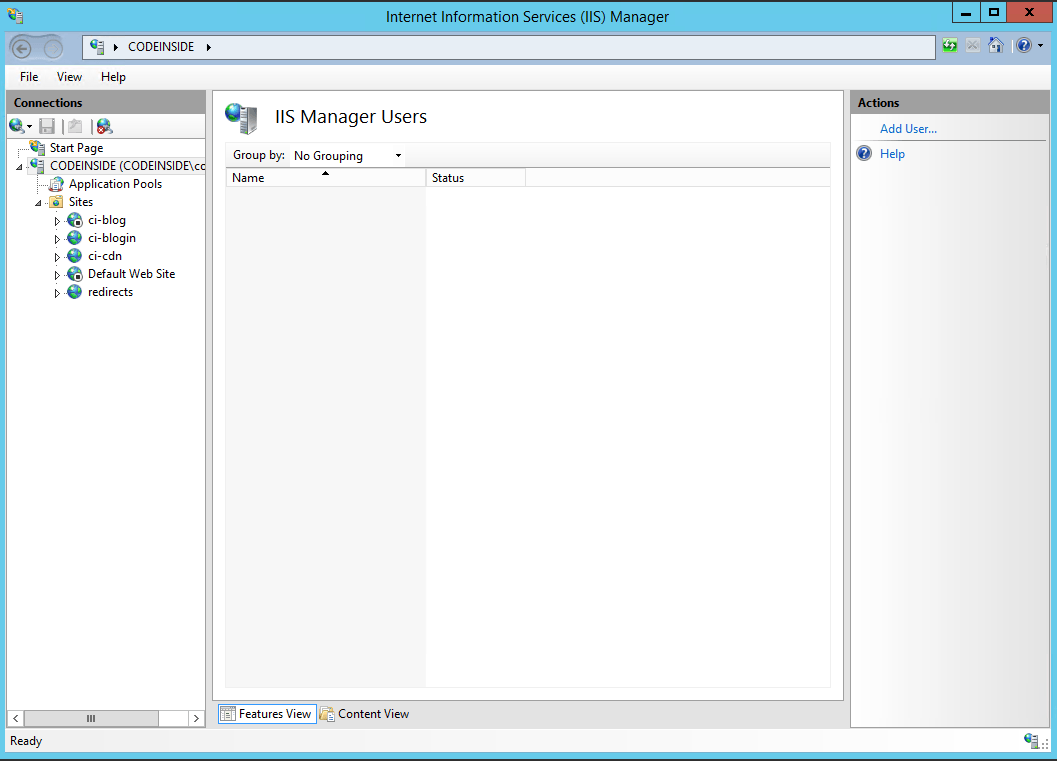 Internet Information Services (IIS) Manager
CODEINSIDE
File View Help
Connections
Start Page
CODEINSIDE (CODEINSIDE\co
Application Pools
Sites
ci-blog
ci-blogin
ci-cdn
Default Web Site
redirects
IIS Manager Users
Group by: No Grouping
Name Status
Features View Content View
Actions
Add User...
Help
Ready